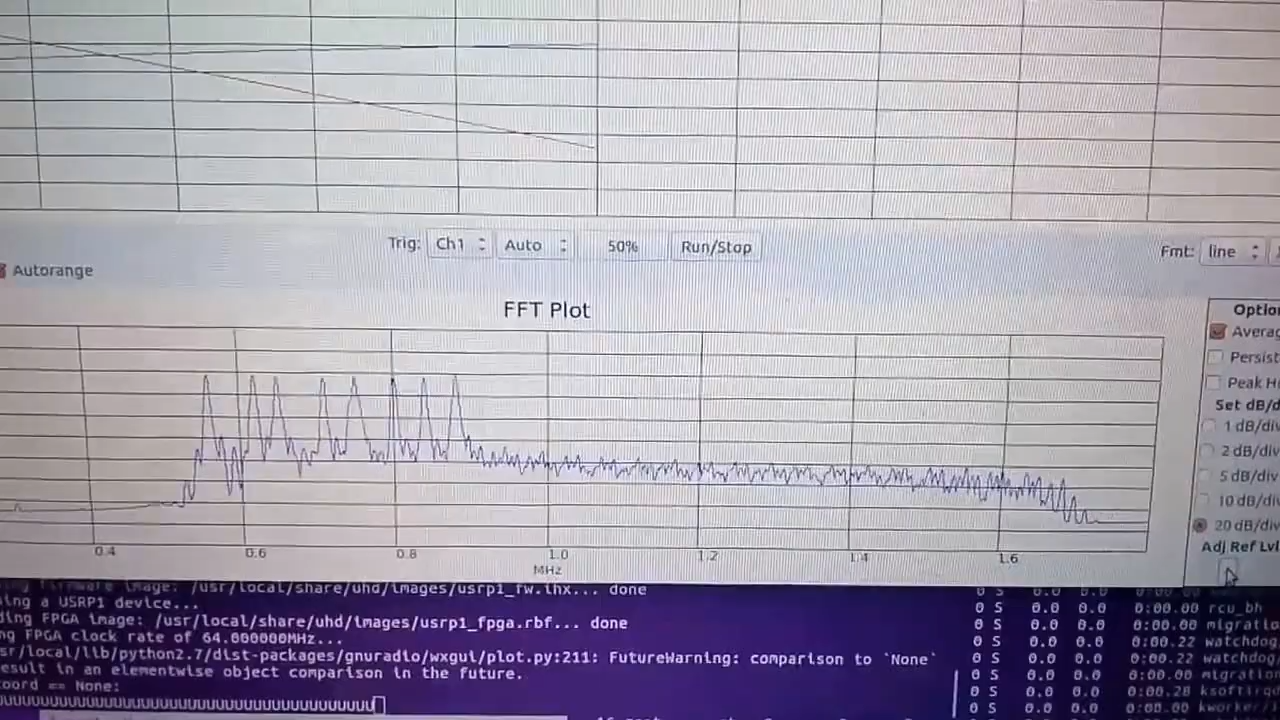 Trig: Ch1 Auto 50% Run/Stop
Fmt: line
Autorange
FFT Plot
Optio
Averag
Persist
Peak H
Set dB/d
1 dB/div
2 dB/div
5 dB/div
10 dB/div
20 dB/div
Adj Ref Lvl
0.4 0.6 0.8 1.0 1.2 1.4 1.6
MHz
image: /usr/local/share/uhd/images/usrp1_fw.ihx... done
ing a USRP1 device...
ding FPGA image: /usr/local/share/uhd/images/usrp1_fpga.rbf... done
ng FPGA clock rate of 64.000000MHz...
sr/local/lib/python2.7/dist-packages/gnuradio/wxgui/plot.py:211: FutureWarning: comparison to `None`
esult in an elementwise object comparison in the future.
oord == None:
0 S 0.0 0.0 0:00.00 rcu_bh
0 S 0.0 0.0 0:00.00 migratio
0 S 0.0 0.0 0:00.22 watchdog
0 S 0.0 0.0 0:00.22 watchdog
0 S 0.0 0.0 0:00.00 migration
0 S 0.0 0.0 0:00.28 ksoftirq
0 S 0.0 0.0 0:00.00 kworker/